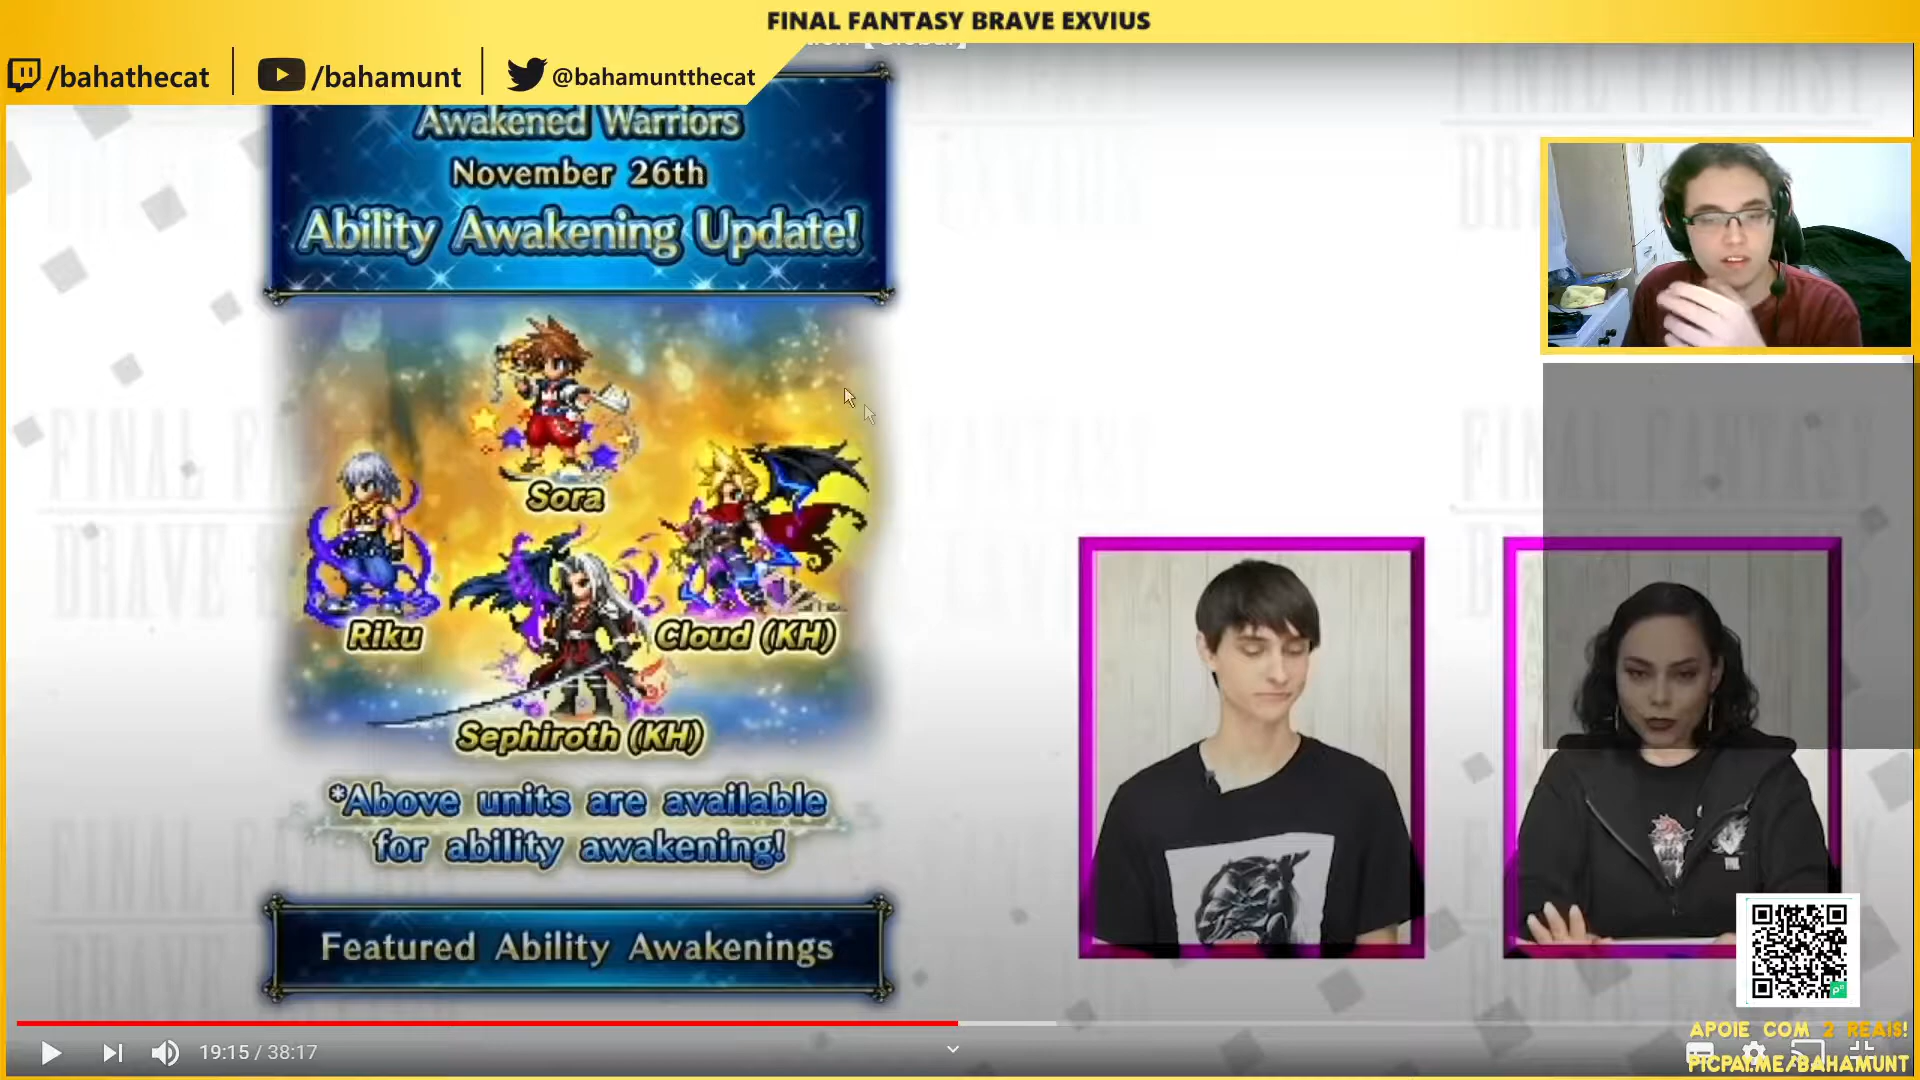 FINAL FANTASY BRAVE EXVIUS
/bahathecat
/bahamunt
@bahamuntthecat
Awakened Warriors
November 26th
Ability Awakening Update!
Sora
Riku
Cloud (KH)
Sephiroth (KH)
*Above units are available
for ability awakening!
Featured Ability Awakenings
19:15 / 38:17
APOIE COM 2 REAIS!
PICPAY.ME/BAHAMUNT